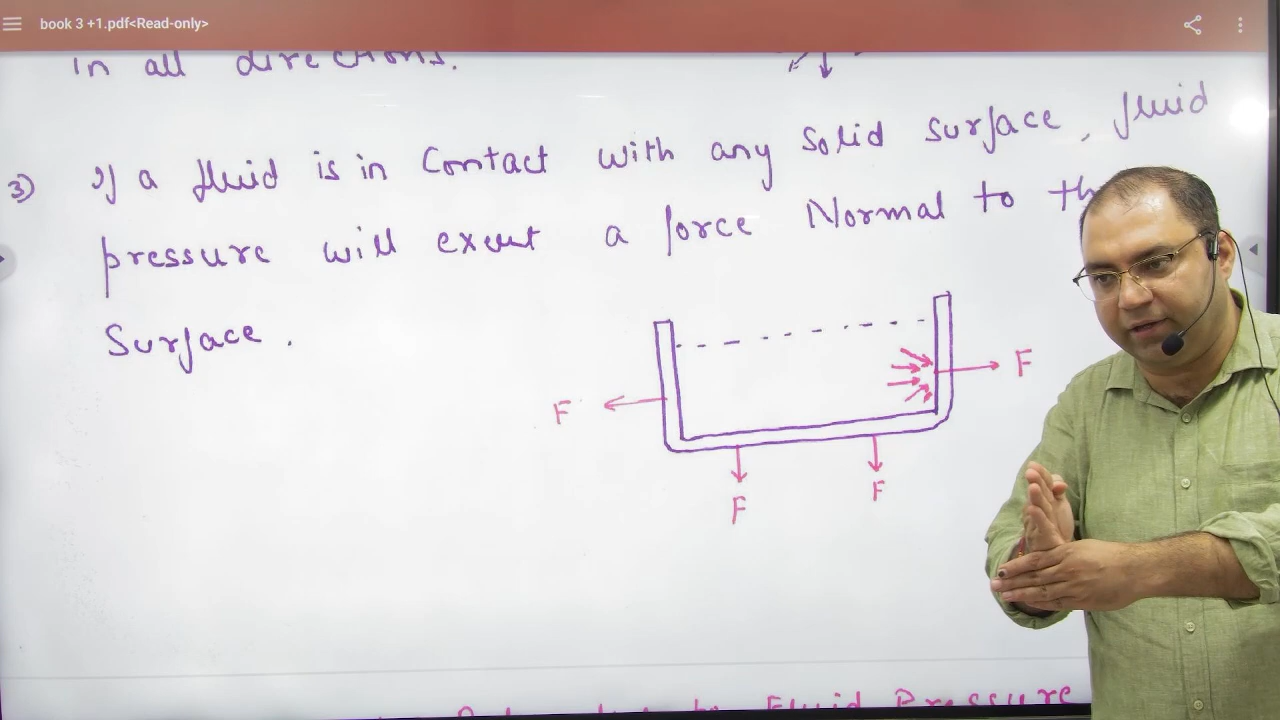 book 3 +1.pdf<Read-only>
in all directions.
3) If a fluid is in Contact with any Solid surface, fluid
pressure will exert a force Normal to
Surface.
F
F
F
F
to Fluid Pressure